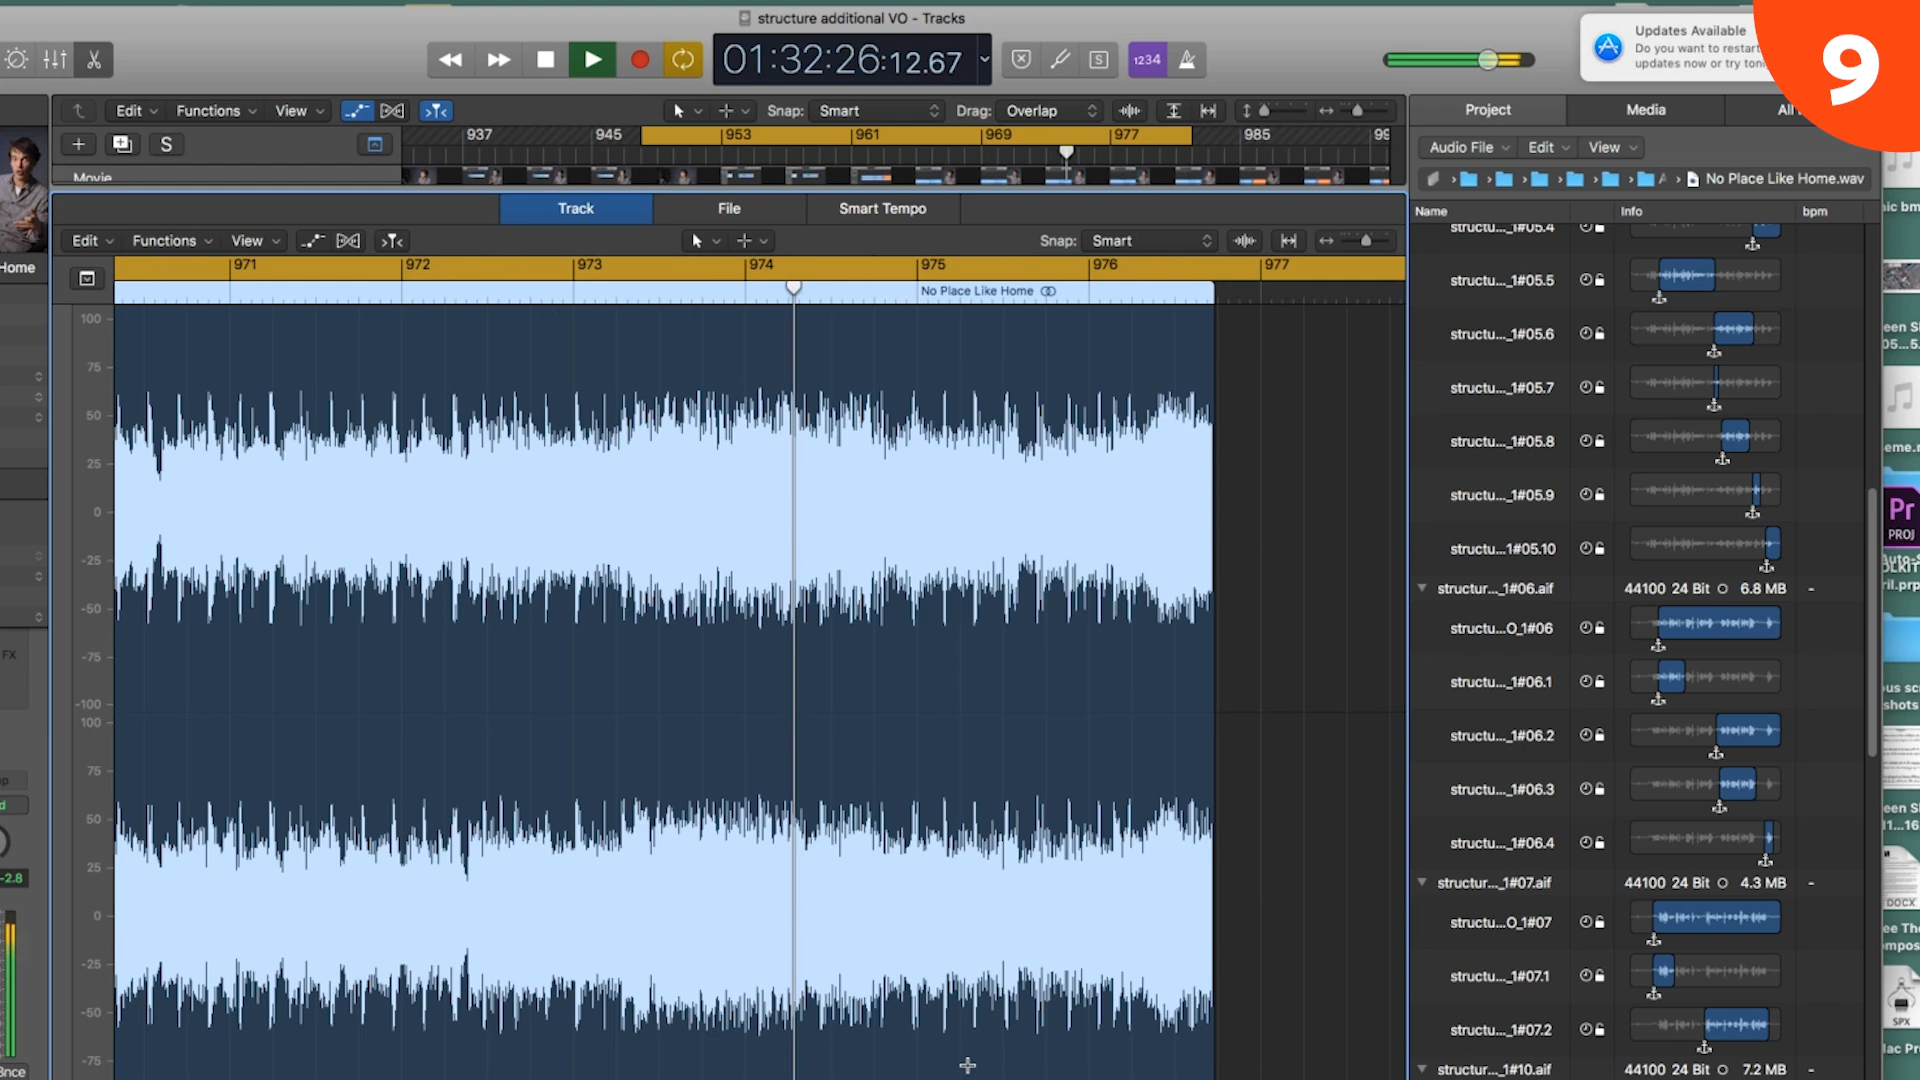 structure additional VO - Tracks
01:32:26:12.67
1234
S
Updates Available
Do you want to restart
updates now or try
9
Edit Functions View
Snap: Smart
Drag: Overlap
Project Media All
S
937 945 953 961 969 977 985
Audio File Edit View
Movie
No Place Like Home.wav
Track File Smart Tempo
Name Info bpm
Edit Functions View
Snap: Smart
Home
971 972 973 974 975 976 977
No Place Like Home
100
75
50
25
0
-25
-50
-75
-100
100
75
50
25
0
-25
-50
-75
FX
-2.8
Bnce
structu..._1#05.4
structu..._1#05.5
structu..._1#05.6
structu..._1#05.7
structu..._1#05.8
structu..._1#05.9
structu...1#05.10
structur..._1#06.aif 44100 24 Bit 6.8 MB -
structu...O_1#06
structu..._1#06.1
structu..._1#06.2
structu..._1#06.3
structu..._1#06.4
structur..._1#07.aif 44100 24 Bit 4.3 MB -
structu...O_1#07
structu..._1#07.1
structu..._1#07.2
structur..._1#10.aif 44100 24 Bit 7.2 MB -
Pr
PROJ
ril.prp
DOCX
SPX